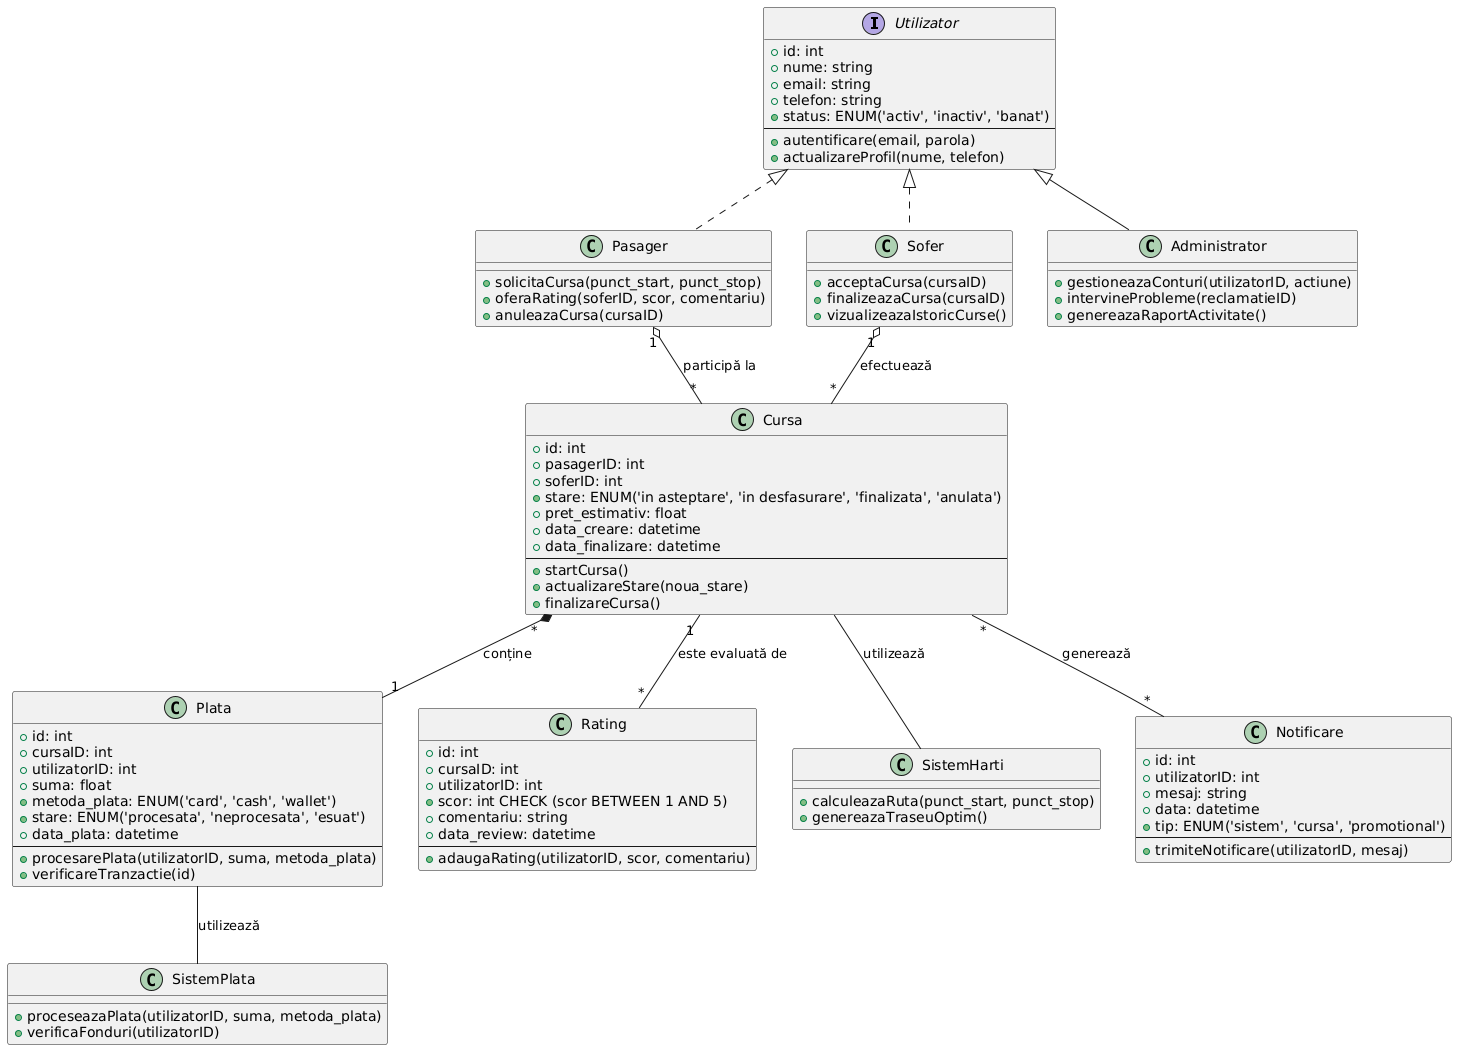 I Utilizator
id: int
nume: string
email: string
telefon: string
status: ENUM('activ', 'inactiv', 'banat')
autentificare(email, parola)
actualizareProfil(nume, telefon)
C Pasager
solicitaCursa(punct_start, punct_stop)
oferaRating(soferID, scor, comentariu)
anuleazaCursa(cursaID)
C Sofer
acceptaCursa(cursaID)
finalizeazaCursa(cursaID)
vizualizeazaIstoricCurse()
C Administrator
gestioneazaConturi(utilizatorID, actiune)
intervineProbleme(reclamatieID)
genereazaRaportActivitate()
1
participă la
*
1
efectuează
*
C Cursa
id: int
pasagerID: int
soferID: int
stare: ENUM('in asteptare', 'in desfasurare', 'finalizata', 'anulata')
pret_estimativ: float
data_creare: datetime
data_finalizare: datetime
startCursa()
actualizareStare(noua_stare)
finalizareCursa()
*
conține
1
1
este evaluată de
*
utilizează
*
generează
*
C Plata
id: int
cursaID: int
utilizatorID: int
suma: float
metoda_plata: ENUM('card', 'cash', 'wallet')
stare: ENUM('procesata', 'neprocesata', 'esuat')
data_plata: datetime
procesarePlata(utilizatorID, suma, metoda_plata)
verificareTranzactie(id)
C Rating
id: int
cursaID: int
utilizatorID: int
scor: int CHECK (scor BETWEEN 1 AND 5)
comentariu: string
data_review: datetime
adaugaRating(utilizatorID, scor, comentariu)
C SistemHarti
calculeazaRuta(punct_start, punct_stop)
genereazaTraseuOptim()
C Notificare
id: int
utilizatorID: int
mesaj: string
data: datetime
tip: ENUM('sistem', 'cursa', 'promotional')
trimiteNotificare(utilizatorID, mesaj)
utilizează
C SistemPlata
proceseazaPlata(utilizatorID, suma, metoda_plata)
verificaFonduri(utilizatorID)